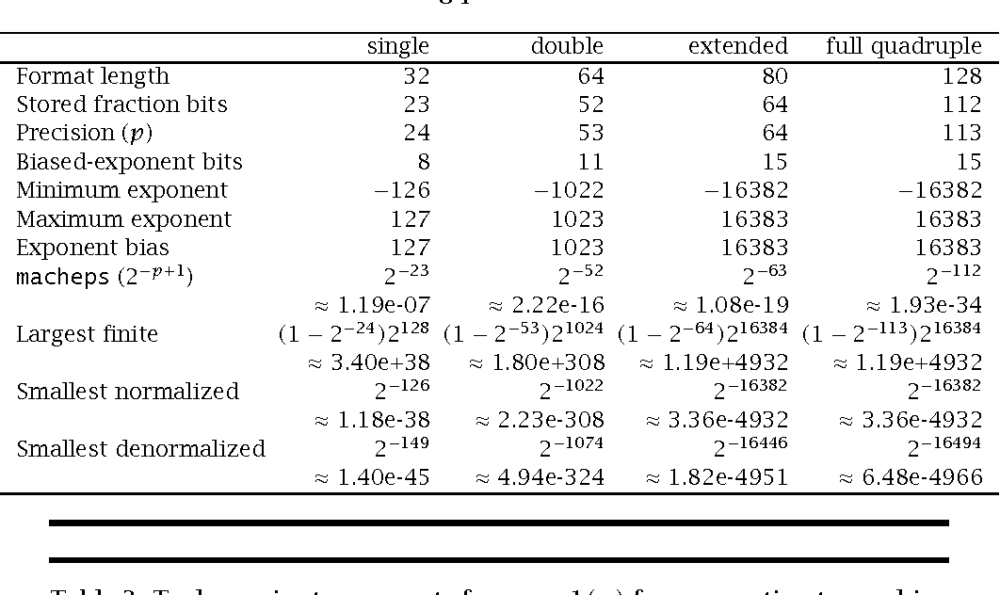 single double extended full quadruple
Format length 32 64 80 128
Stored fraction bits 23 52 64 112
Precision (p) 24 53 64 113
Biased-exponent bits 8 11 15 15
Minimum exponent −126 −1022 −16382 −16382
Maximum exponent 127 1023 16383 16383
Exponent bias 127 1023 16383 16383
macheps (2^{−p+1}) 2^{−23} 2^{−52} 2^{−63} 2^{−112}
≈ 1.19e-07 ≈ 2.22e-16 ≈ 1.08e-19 ≈ 1.93e-34
Largest finite (1 − 2^{−24})2^{128} (1 − 2^{−53})2^{1024} (1 − 2^{−64})2^{16384} (1 − 2^{−113})2^{16384}
≈ 3.40e+38 ≈ 1.80e+308 ≈ 1.19e+4932 ≈ 1.19e+4932
Smallest normalized 2^{−126} 2^{−1022} 2^{−16382} 2^{−16382}
≈ 1.18e-38 ≈ 2.23e-308 ≈ 3.36e-4932 ≈ 3.36e-4932
Smallest denormalized 2^{−149} 2^{−1074} 2^{−16446} 2^{−16494}
≈ 1.40e-45 ≈ 4.94e-324 ≈ 1.82e-4951 ≈ 6.48e-4966